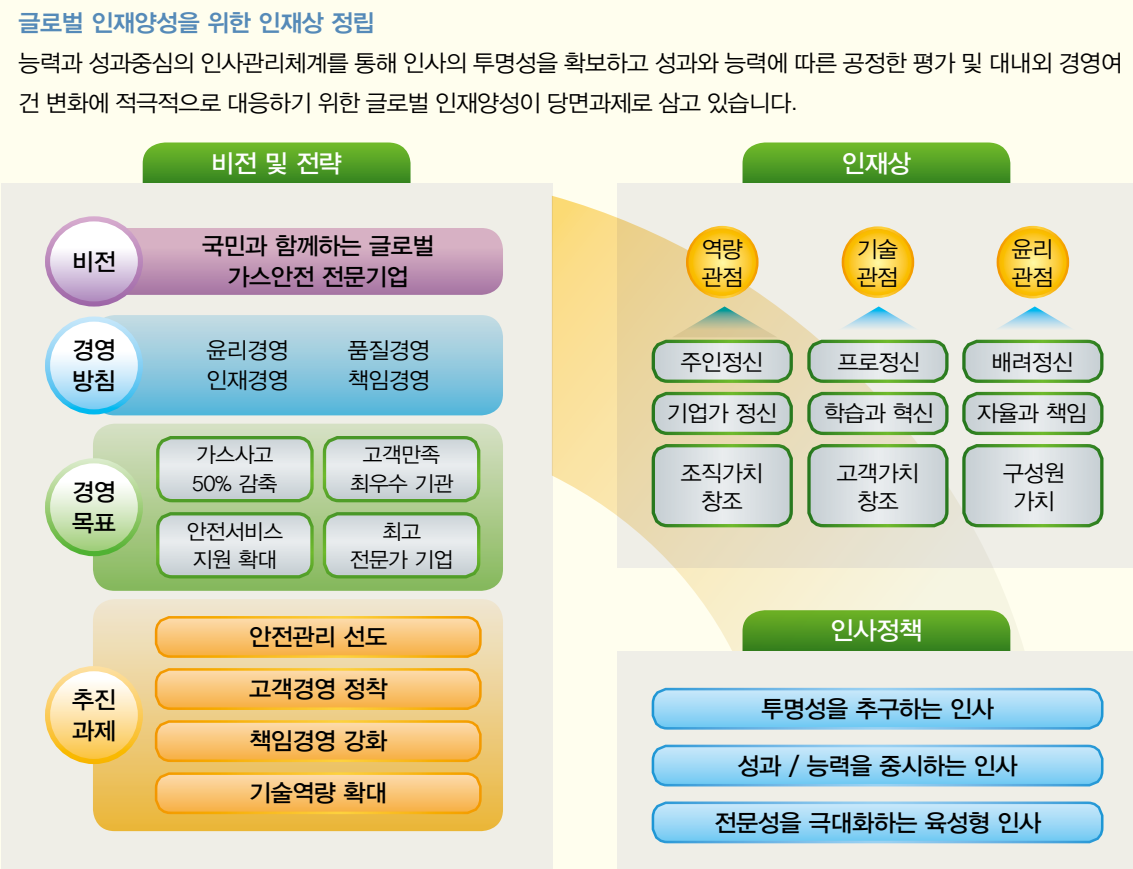 글로벌 인재양성을 위한 인재상 정립
능력과 성과중심의 인사관리체계를 통해 인사의 투명성을 확보하고 성과와 능력에 따른 공정한 평가 및 대내외 경영여
건 변화에 적극적으로 대응하기 위한 글로벌 인재양성이 당면과제로 삼고 있습니다.
비전 및 전략
비전
국민과 함께하는 글로벌
가스안전 전문기업
경영
방침
윤리경영 품질경영
인재경영 책임경영
경영
목표
가스사고
50% 감축
고객만족
최우수 기관
안전서비스
지원 확대
최고
전문가 기업
추진
과제
안전관리 선도
고객경영 정착
책임경영 강화
기술역량 확대
인재상
역량
관점
기술
관점
윤리
관점
주인정신
프로정신
배려정신
기업가 정신
학습과 혁신
자율과 책임
조직가치
창조
고객가치
창조
구성원
가치
인사정책
투명성을 추구하는 인사
성과 / 능력을 중시하는 인사
전문성을 극대화하는 육성형 인사